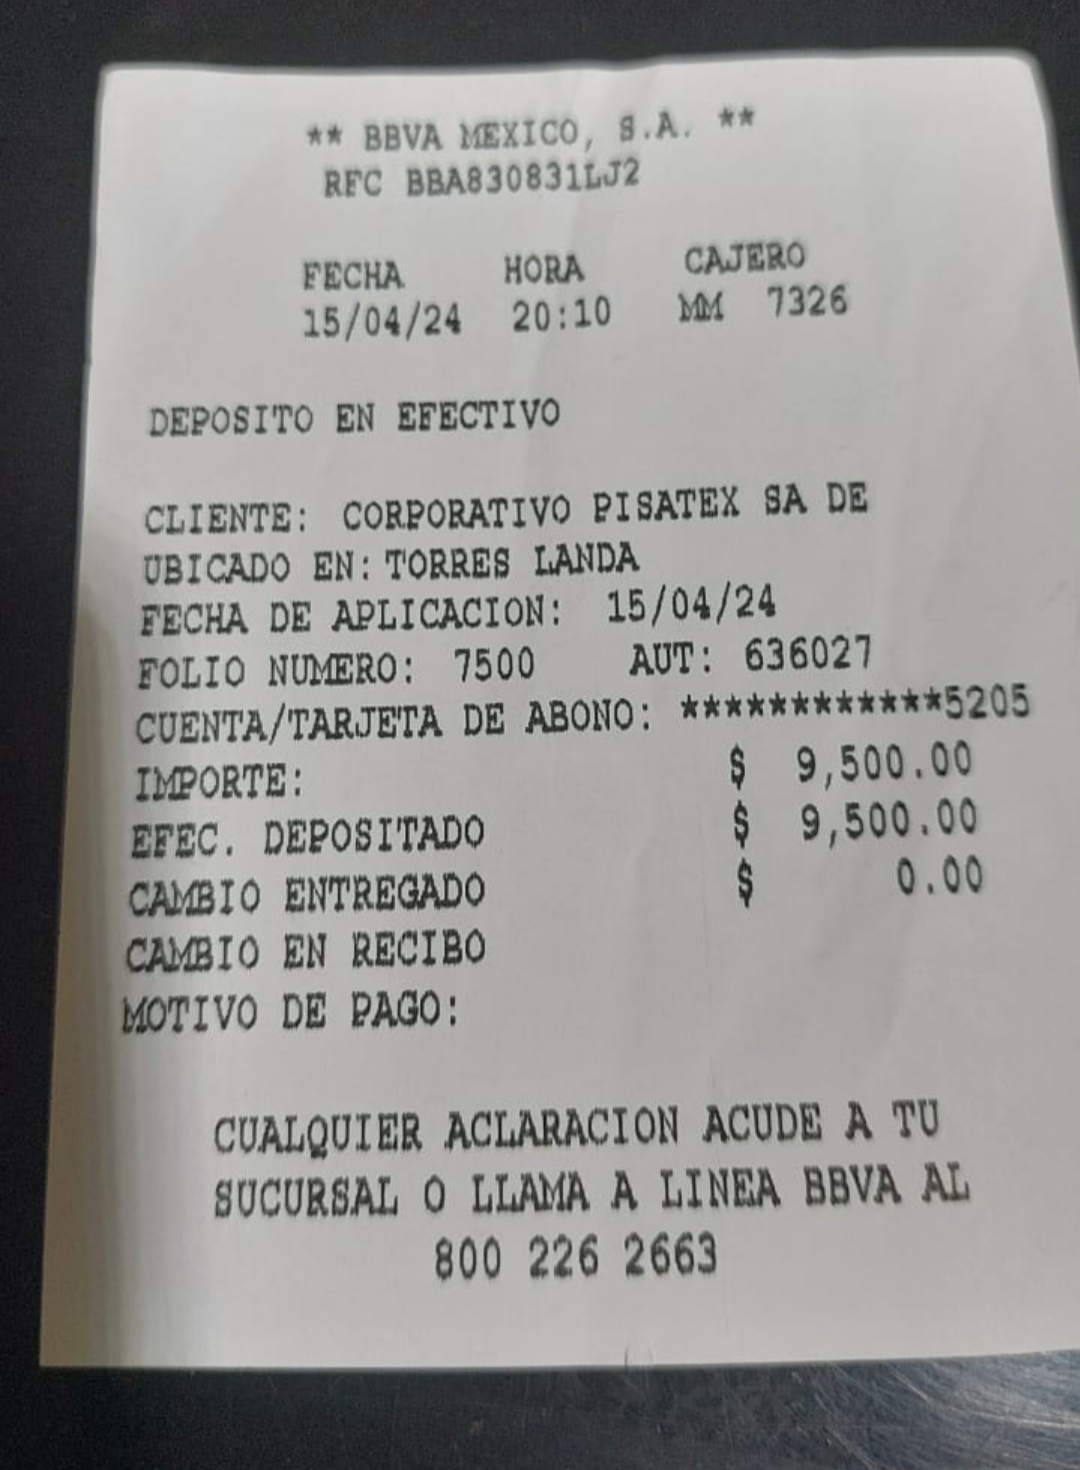 ** BBVA MEXICO, S.A. **
RFC BBA830831LJ2
FECHA HORA CAJERO
15/04/24 20:10 MM 7326
DEPOSITO EN EFECTIVO
CLIENTE: CORPORATIVO PISATEX SA DE
UBICADO EN: TORRES LANDA
FECHA DE APLICACION: 15/04/24
FOLIO NUMERO: 7500 AUT: 636027
CUENTA/TARJETA DE ABONO: ************5205
IMPORTE: $ 9,500.00
EFEC. DEPOSITADO $ 9,500.00
CAMBIO ENTREGADO $ 0.00
CAMBIO EN RECIBO
MOTIVO DE PAGO:
CUALQUIER ACLARACION ACUDE A TU
SUCURSAL O LLAMA A LINEA BBVA AL
800 226 2663